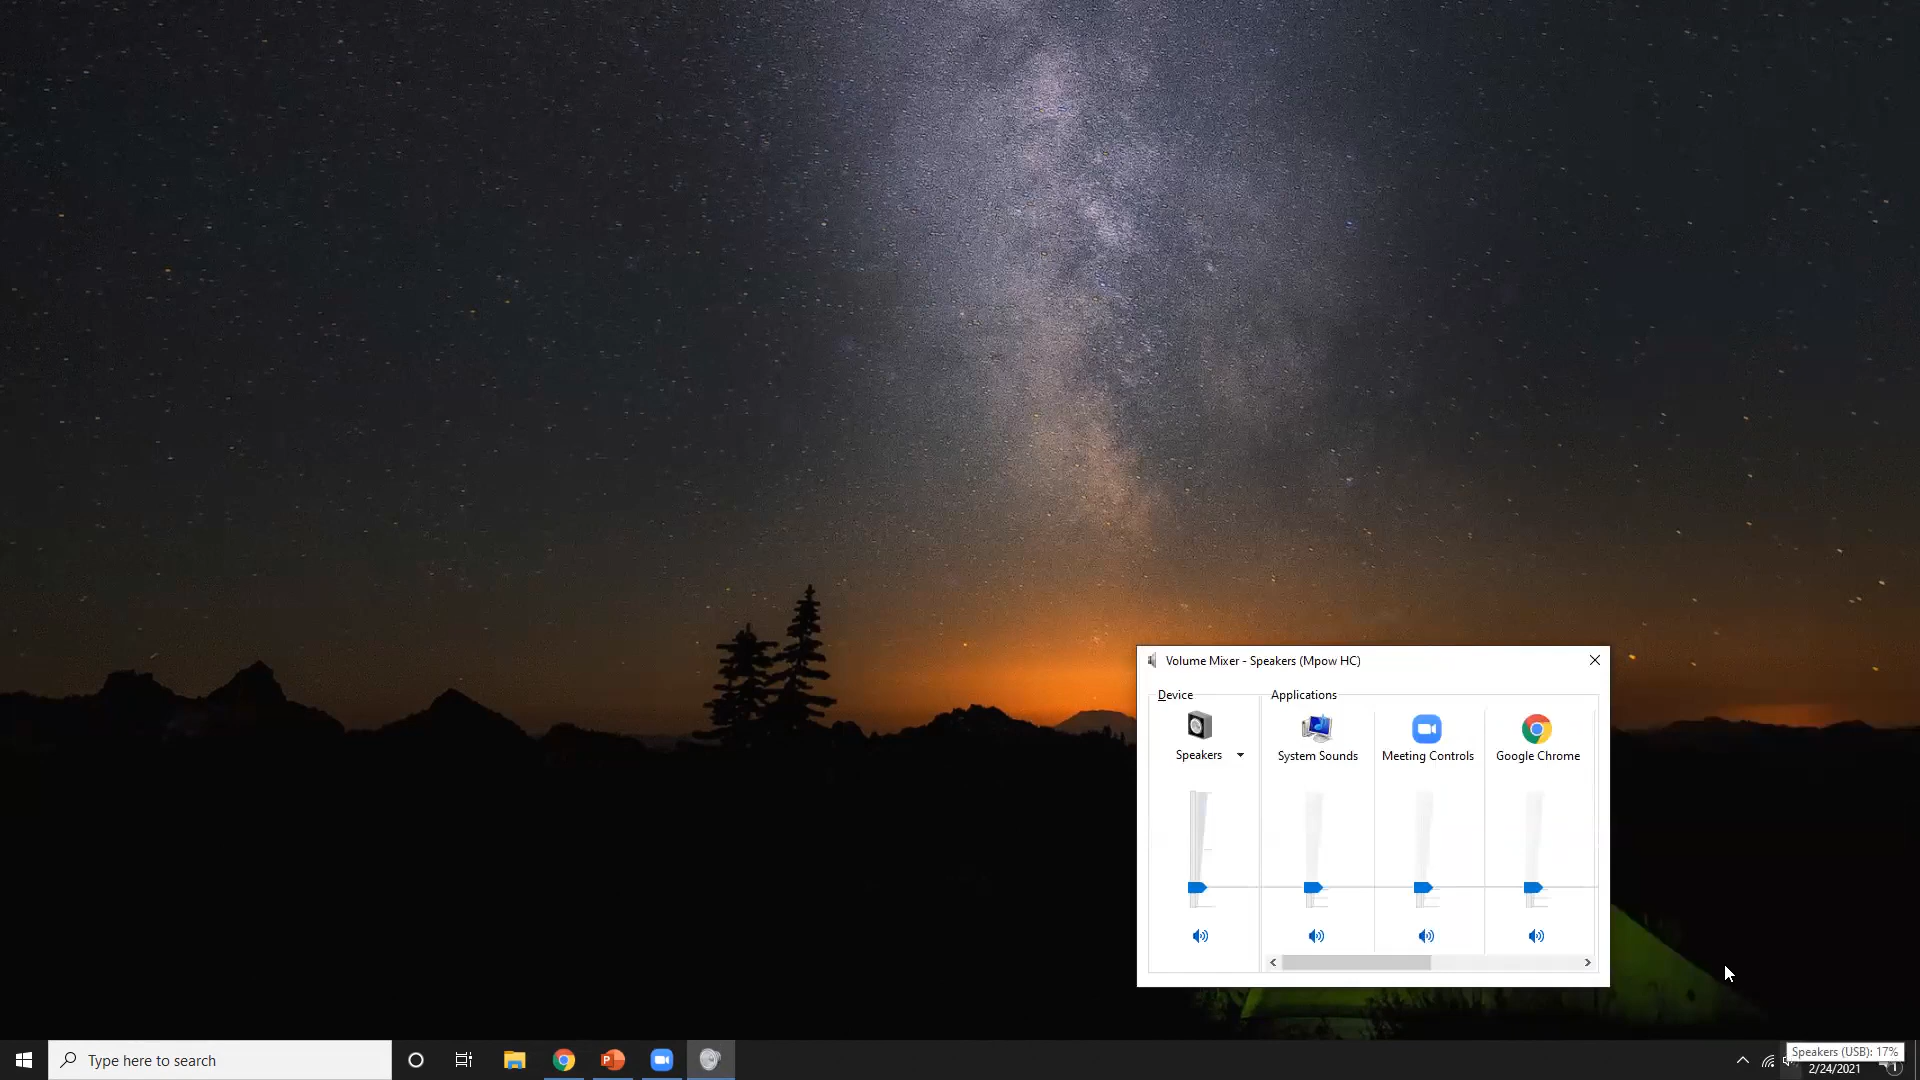 Volume Mixer - Speakers (Mpow HC)
Device
Applications
Speakers
System Sounds
Meeting Controls
Google Chrome
Type here to search
Speakers (USB): 17%
2/24/2021
1